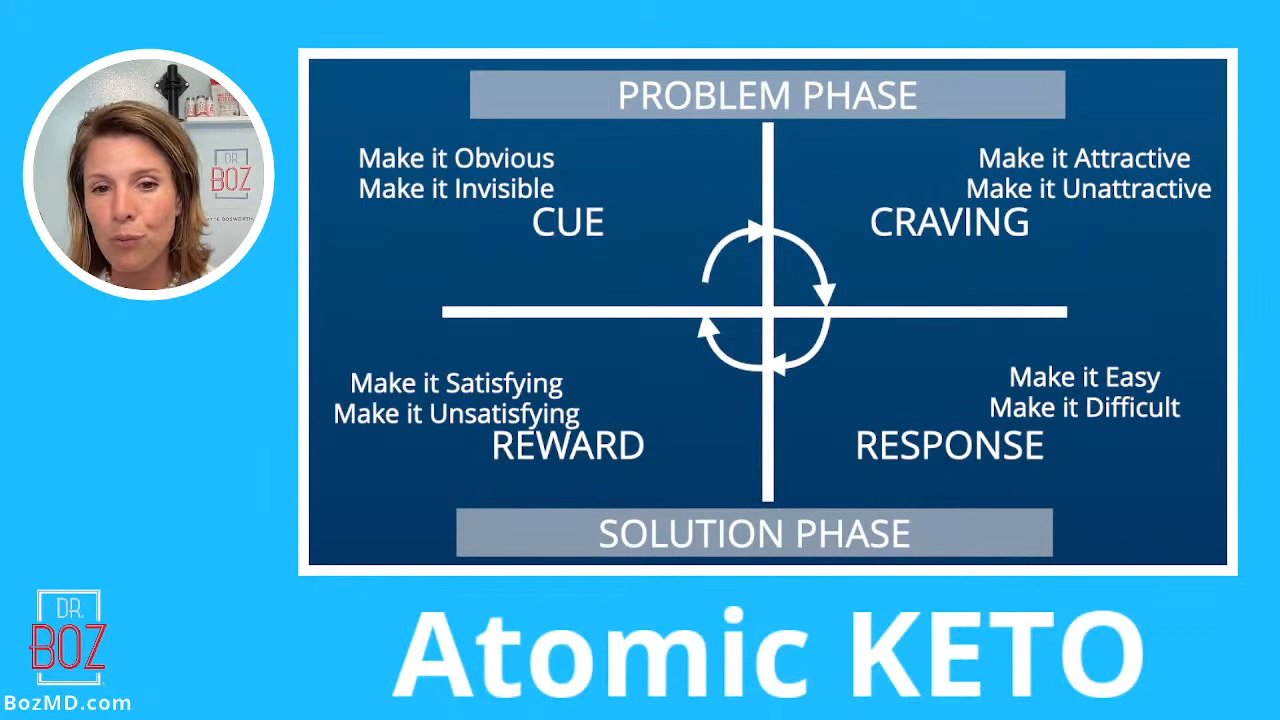 PROBLEM PHASE
Make it Obvious
Make it Invisible
CUE
Make it Attractive
Make it Unattractive
CRAVING
Make it Satisfying
Make it Unsatisfying
REWARD
Make it Easy
Make it Difficult
RESPONSE
SOLUTION PHASE
DR.
BOZ
DR.
BOZ
BozMD.com
Atomic KETO